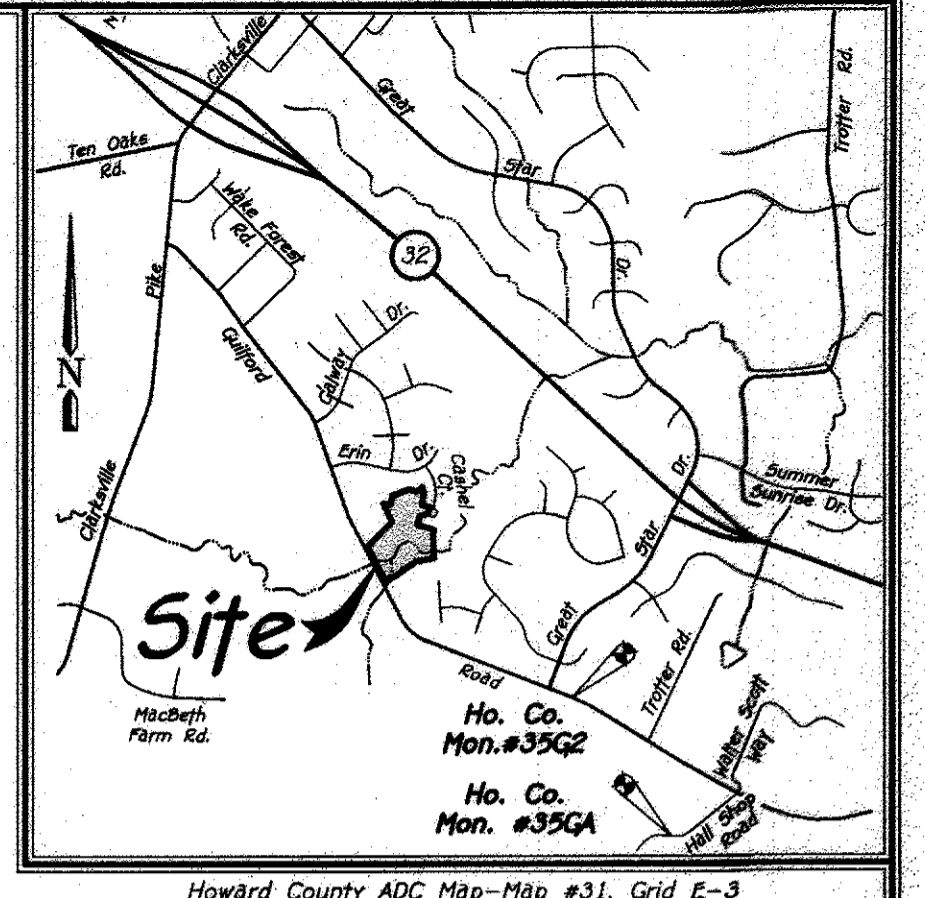 N
Clarksville
Great
Trotter Rd.
Ten Oaks
Rd.
Star
Wake Forest
Rd.
32
Dr.
Pike
N
Guilford
Galway
Dr.
Erin Dr.
Cashel
Ct.
Clarksville
Dr.
Summer
Sunrise Dr.
Star
Site
Great
Road
Trotter Rd.
MacBeth
Farm Rd.
Ho. Co.
Mon.#35G2
Walter Scott
Way
Ho. Co.
Mon. #35GA
Hall Shop
Road
Howard County ADC Map-Map #31, Grid E-3